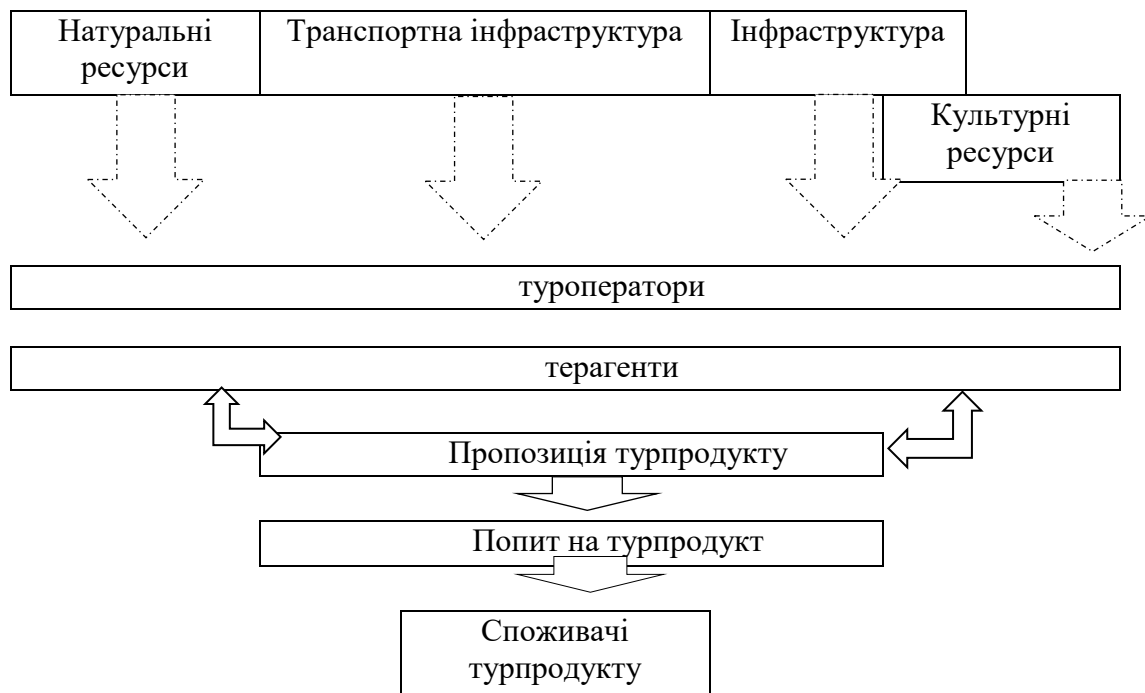 Натуральні
ресурси
Транспортна інфраструктура
Інфраструктура
Культурні
ресурси
туроператори
терагенти
Пропозиція турпродукту
Попит на турпродукт
Споживачі
турпродукту